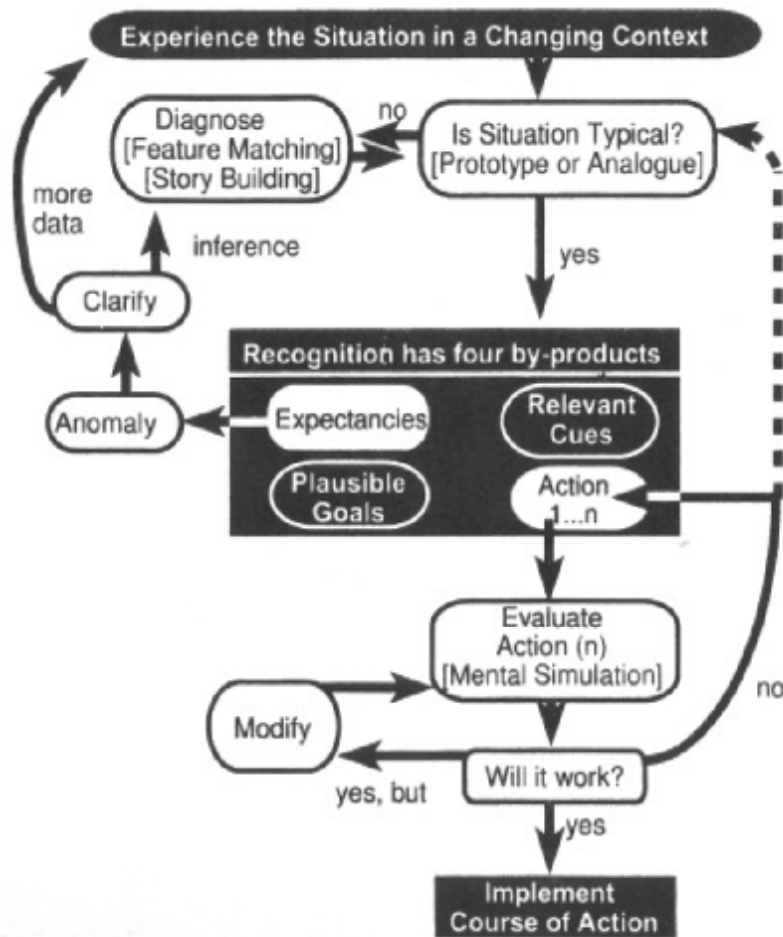 Experience the Situation in a Changing Context
no
Diagnose
[Feature Matching]
[Story Building]
Is Situation Typical?
[Prototype or Analogue]
more
data
inference
yes
Clarify
Recognition has four by-products
Anomaly
Expectancies
Relevant
Cues
Plausible
Goals
Action
1...n
Evaluate
Action (n)
[Mental Simulation]
no
Modify
Will it work?
yes, but
yes
Implement
Course of Action